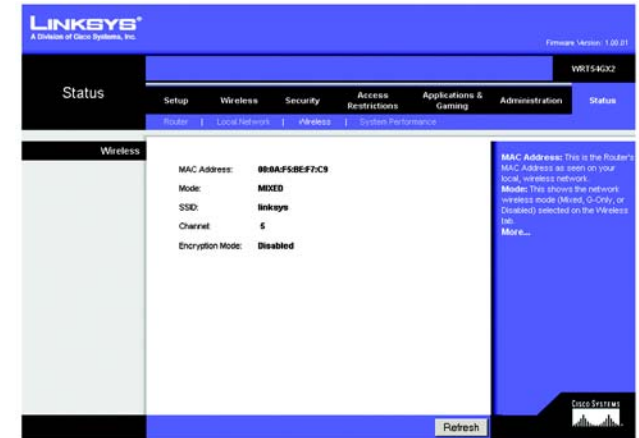 LINKSYS®
A Division of Cisco Systems, Inc.
Firmware Version: 1.00.01
WRT54GX2
Status
Setup
Wireless
Security
Access Restrictions
Applications & Gaming
Administration
Status
Router | Local Network | Wireless | System Performance
Wireless
MAC Address: 00:0A:F5:BE:F7:C9
Mode: MIXED
SSID: linksys
Channel: 5
Encryption Mode: Disabled
MAC Address: This is the Router's
MAC Address as seen on your
local, wireless network.
Mode: This shows the network
wireless mode (Mixed, G-Only, or
Disabled) selected on the Wireless
tab.
More...
Refresh
CISCO SYSTEMS